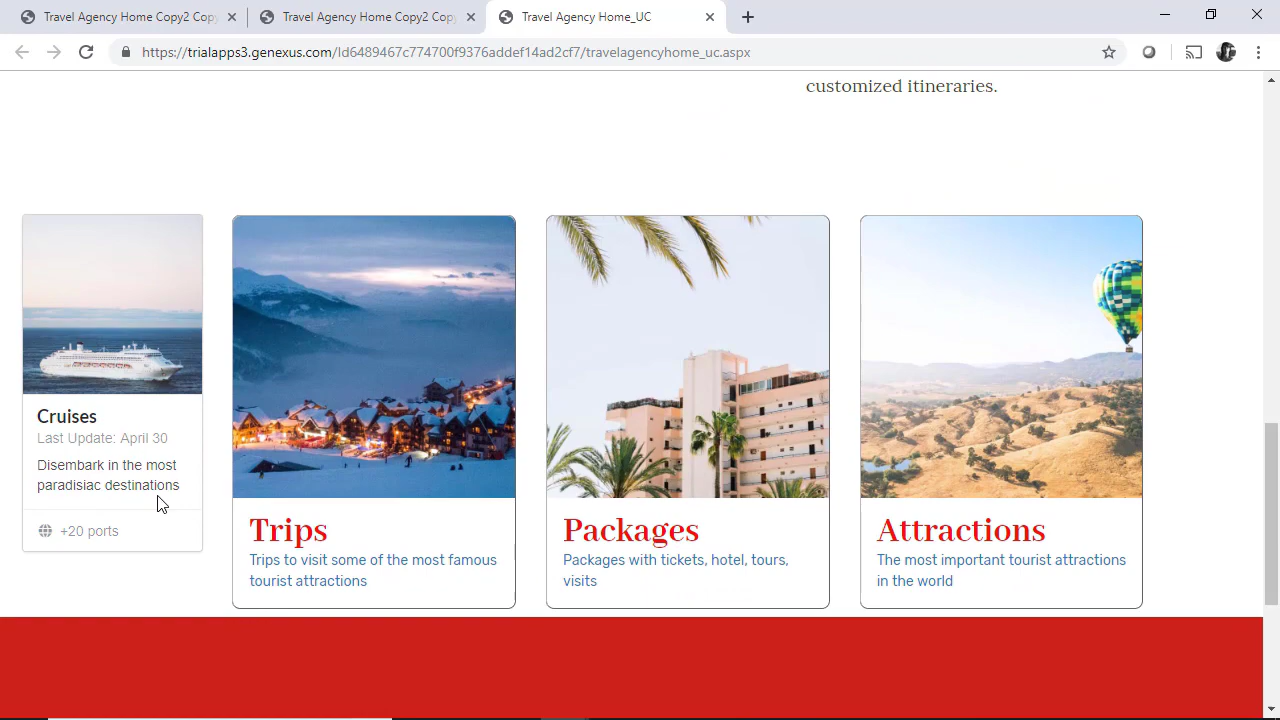 Travel Agency Home Copy2 Cop
Travel Agency Home Copy2 Cop
Travel Agency Home_UC
https://trialapps3.genexus.com/Id6489467c774700f9376addef14ad2cf7/travelagencyhome_uc.aspx
customized itineraries.
Cruises
Last Update: April 30
Disembark in the most
paradisiac destinations
+20 ports
Trips
Trips to visit some of the most famous
tourist attractions
Packages
Packages with tickets, hotel, tours,
visits
Attractions
The most important tourist attractions
in the world